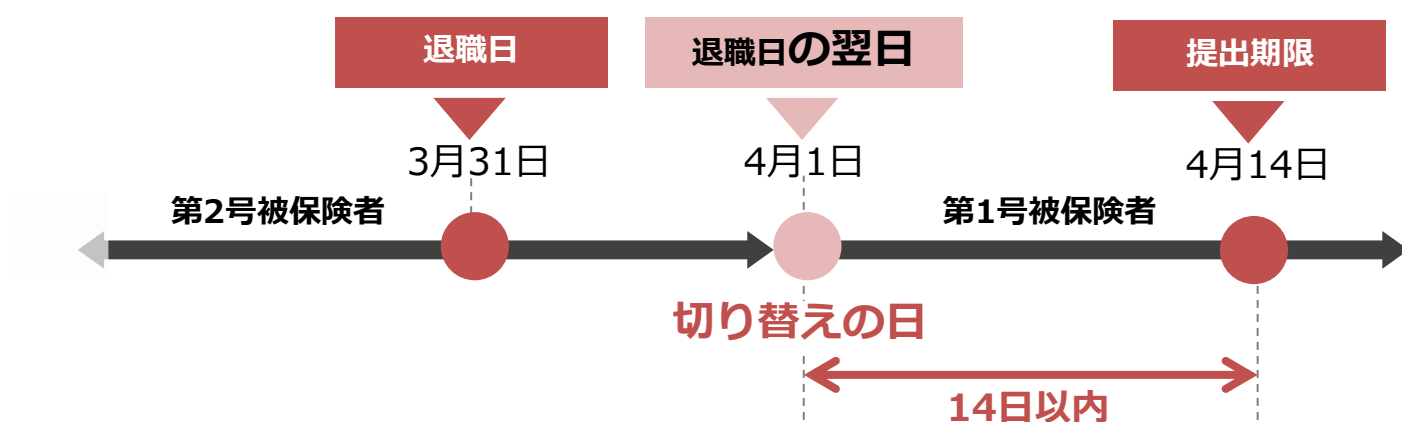 退職日
退職日の翌日
提出期限
3月31日
4月1日
4月14日
第2号被保険者
第1号被保険者
切り替えの日
14日以内